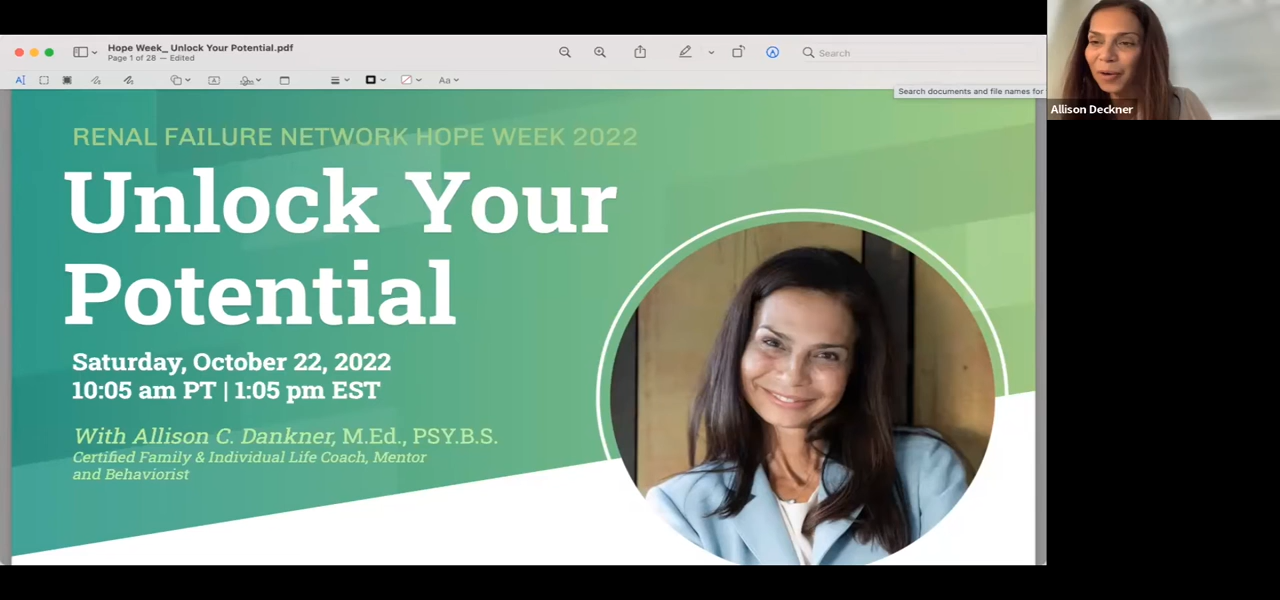 Hope Week_ Unlock Your Potential.pdf
Page 1 of 28 — Edited
Search
A
A
Aa
Search documents and file names for
Allison Deckner
RENAL FAILURE NETWORK HOPE WEEK 2022
Unlock Your
Potential
Saturday, October 22, 2022
10:05 am PT | 1:05 pm EST
With Allison C. Dankner, M.Ed., PSY.B.S.
Certified Family & Individual Life Coach, Mentor
and Behaviorist